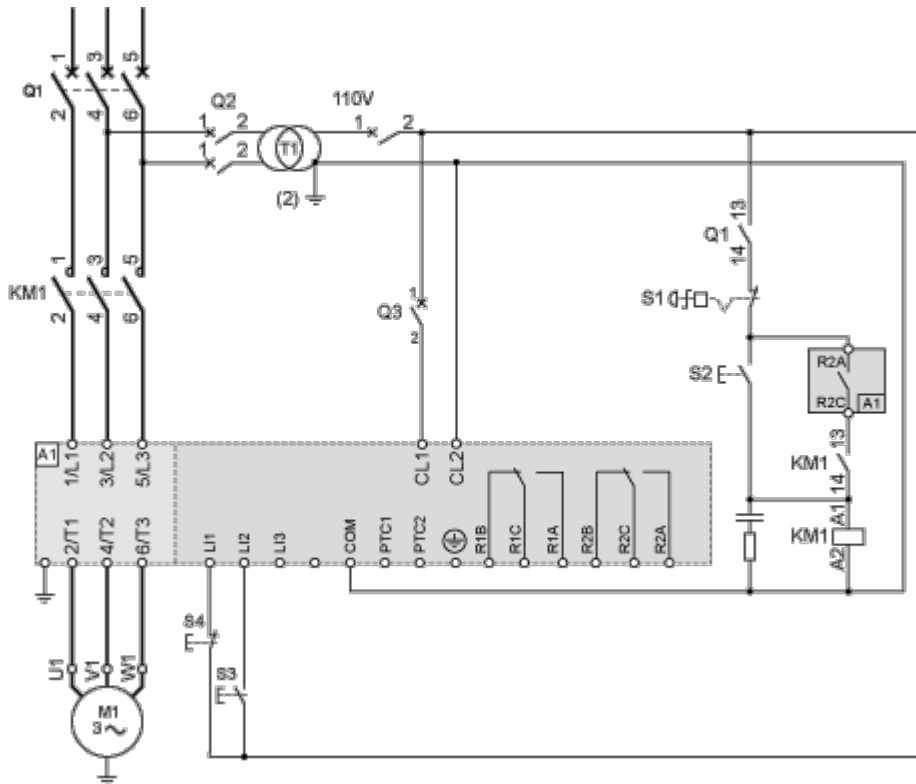 1 3 5
Q1
2 4 6
Q2
1 2
1 2
T1
(2)
110V
1 2
13
Q1
14
1 3 5
KM1
2 4 6
1
Q3
2
S1
S2
R2A
R2C A1
13
KM1
14
A1
KM1
A2
A1
1/L1 3/L2 5/L3
CL1 CL2
2/T1 4/T2 6/T3
LI1 LI2 LI3 COM PTC1 PTC2 R1B R1C R1A R2B R2C R2A
S4
S3
U1 V1 W1
M1
3